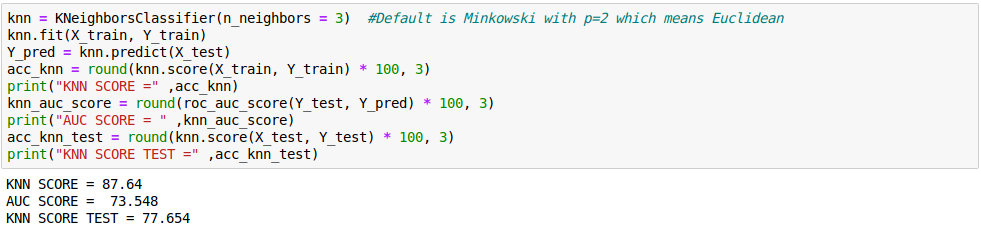 knn = KNeighborsClassifier(n_neighbors = 3)  #Default is Minkowski with p=2 which means Euclidean
knn.fit(X_train, Y_train)
Y_pred = knn.predict(X_test)
acc_knn = round(knn.score(X_train, Y_train) * 100, 3)
print("KNN SCORE =" ,acc_knn)
knn_auc_score = round(roc_auc_score(Y_test, Y_pred) * 100, 3)
print("AUC SCORE = " ,knn_auc_score)
acc_knn_test = round(knn.score(X_test, Y_test) * 100, 3)
print("KNN SCORE TEST =" ,acc_knn_test)
KNN SCORE = 87.64
AUC SCORE =  73.548
KNN SCORE TEST = 77.654